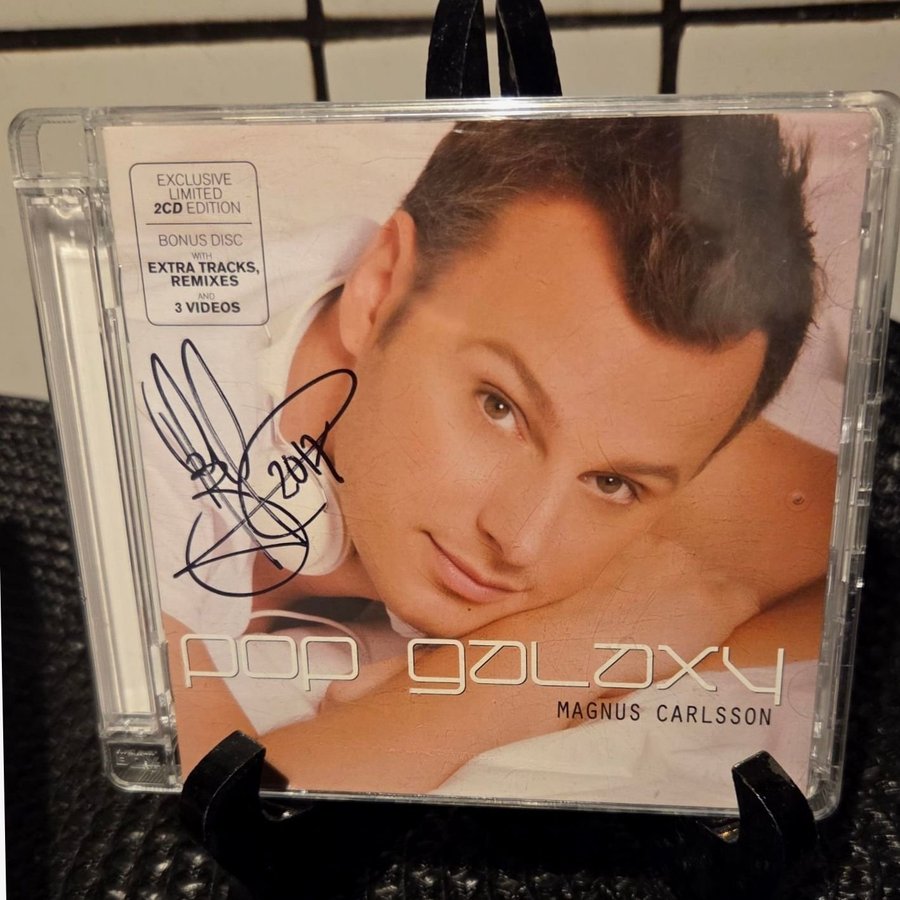 EXCLUSIVE
LIMITED
2CD EDITION
BONUS DISC
WITH
EXTRA TRACKS,
REMIXES
AND
3 VIDEOS
2017
pop galaxy
MAGNUS CARLSSON